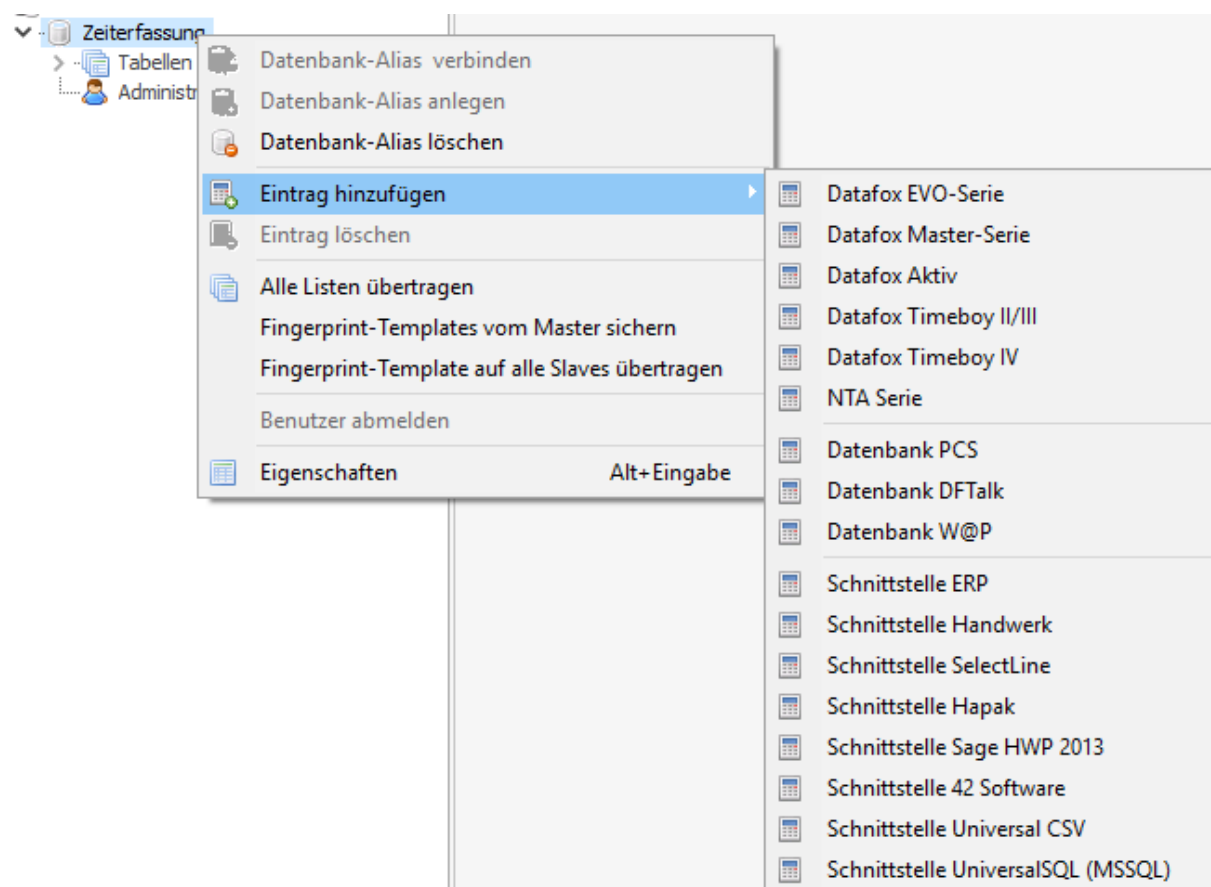 Zeiterfassung
Tabellen
Administr
Datenbank-Alias verbinden
Datenbank-Alias anlegen
Datenbank-Alias löschen
Eintrag hinzufügen
Eintrag löschen
Alle Listen übertragen
Fingerprint-Templates vom Master sichern
Fingerprint-Template auf alle Slaves übertragen
Benutzer abmelden
Eigenschaften Alt+Eingabe
Datafox EVO-Serie
Datafox Master-Serie
Datafox Aktiv
Datafox Timeboy II/III
Datafox Timeboy IV
NTA Serie
Datenbank PCS
Datenbank DFTalk
Datenbank W@P
Schnittstelle ERP
Schnittstelle Handwerk
Schnittstelle SelectLine
Schnittstelle Hapak
Schnittstelle Sage HWP 2013
Schnittstelle 42 Software
Schnittstelle Universal CSV
Schnittstelle UniversalSQL (MSSQL)